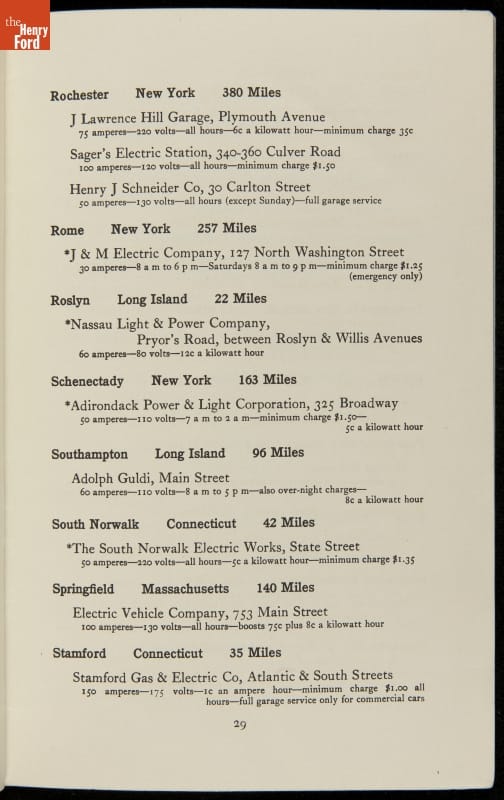 the
Henry
Ford
Rochester New York 380 Miles
J Lawrence Hill Garage, Plymouth Avenue
75 amperes—220 volts—all hours—6c a kilowatt hour—minimum charge 35c
Sager's Electric Station, 340-360 Culver Road
100 amperes—120 volts—all hours—minimum charge $1.50
Henry J Schneider Co, 30 Carlton Street
50 amperes—130 volts—all hours (except Sunday)—full garage service
Rome New York 257 Miles
*J & M Electric Company, 127 North Washington Street
30 amperes—8 a m to 6 p m—Saturdays 8 a m to 9 p m—minimum charge $1.25
(emergency only)
Roslyn Long Island 22 Miles
*Nassau Light & Power Company,
Pryor's Road, between Roslyn & Willis Avenues
60 amperes—80 volts—12c a kilowatt hour
Schenectady New York 163 Miles
*Adirondack Power & Light Corporation, 325 Broadway
50 amperes—110 volts—7 a m to 2 a m—minimum charge $1.50—
5c a kilowatt hour
Southampton Long Island 96 Miles
Adolph Guldi, Main Street
60 amperes—110 volts—8 a m to 5 p m—also over-night charges—
8c a kilowatt hour
South Norwalk Connecticut 42 Miles
*The South Norwalk Electric Works, State Street
50 amperes—220 volts—all hours—5c a kilowatt hour—minimum charge $1.35
Springfield Massachusetts 140 Miles
Electric Vehicle Company, 753 Main Street
100 amperes—130 volts—all hours—boosts 75c plus 8c a kilowatt hour
Stamford Connecticut 35 Miles
Stamford Gas & Electric Co, Atlantic & South Streets
150 amperes—175 volts—1c an ampere hour—minimum charge $1.00 all
hours—full garage service only for commercial cars
29